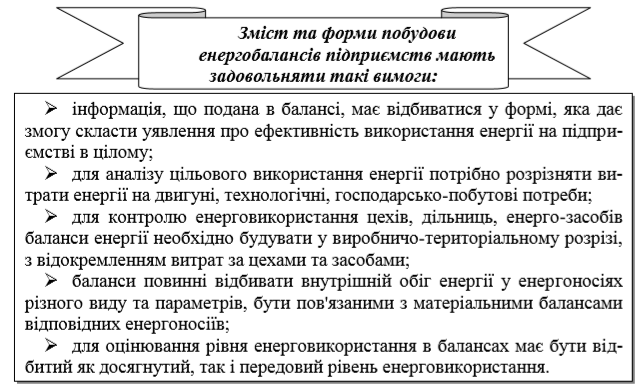 Зміст та форми побудови
енергобалансів підприємств мають
задовольняти такі вимоги:
➢ інформація, що подана в балансі, має відбиватися у формі, яка дає
змогу скласти уявлення про ефективність використання енергії на підпри-
ємстві в цілому;
➢ для аналізу цільового використання енергії потрібно розрізняти ви-
трати енергії на двигуні, технологічні, господарсько-побутові потреби;
➢ для контролю енерговикористання цехів, дільниць, енерго-засобів
баланси енергії необхідно будувати у виробничо-територіальному розрізі,
з відокремленням витрат за цехами та засобами;
➢ баланси повинні відбивати внутрішній обіг енергії у енергоносіях
різного виду та параметрів, бути пов'язаними з матеріальними балансами
відповідних енергоносіїв;
➢ для оцінювання рівня енерговикористання в балансах має бути від-
битий як досягнутий, так і передовий рівень енерговикористання.